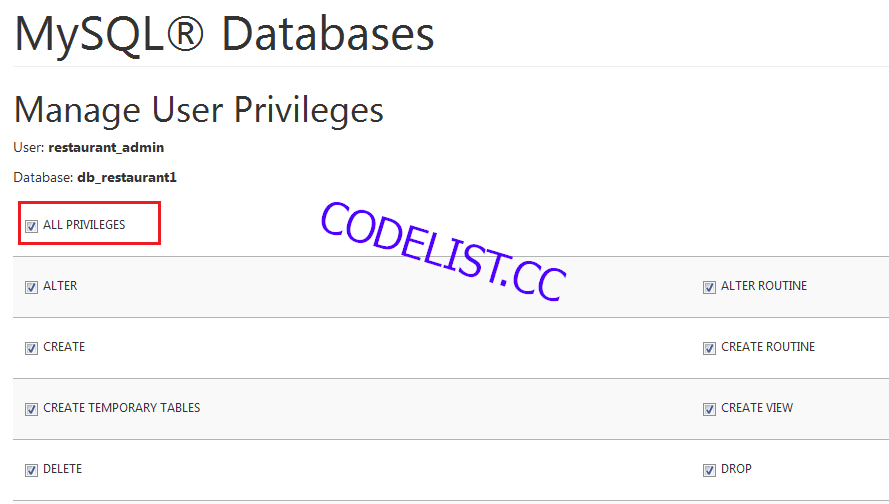 MySQL® Databases
Manage User Privileges
User: restaurant_admin
Database: db_restaurant1
ALL PRIVILEGES
CODELIST.CC
ALTER
ALTER ROUTINE
CREATE
CREATE ROUTINE
CREATE TEMPORARY TABLES
CREATE VIEW
DELETE
DROP